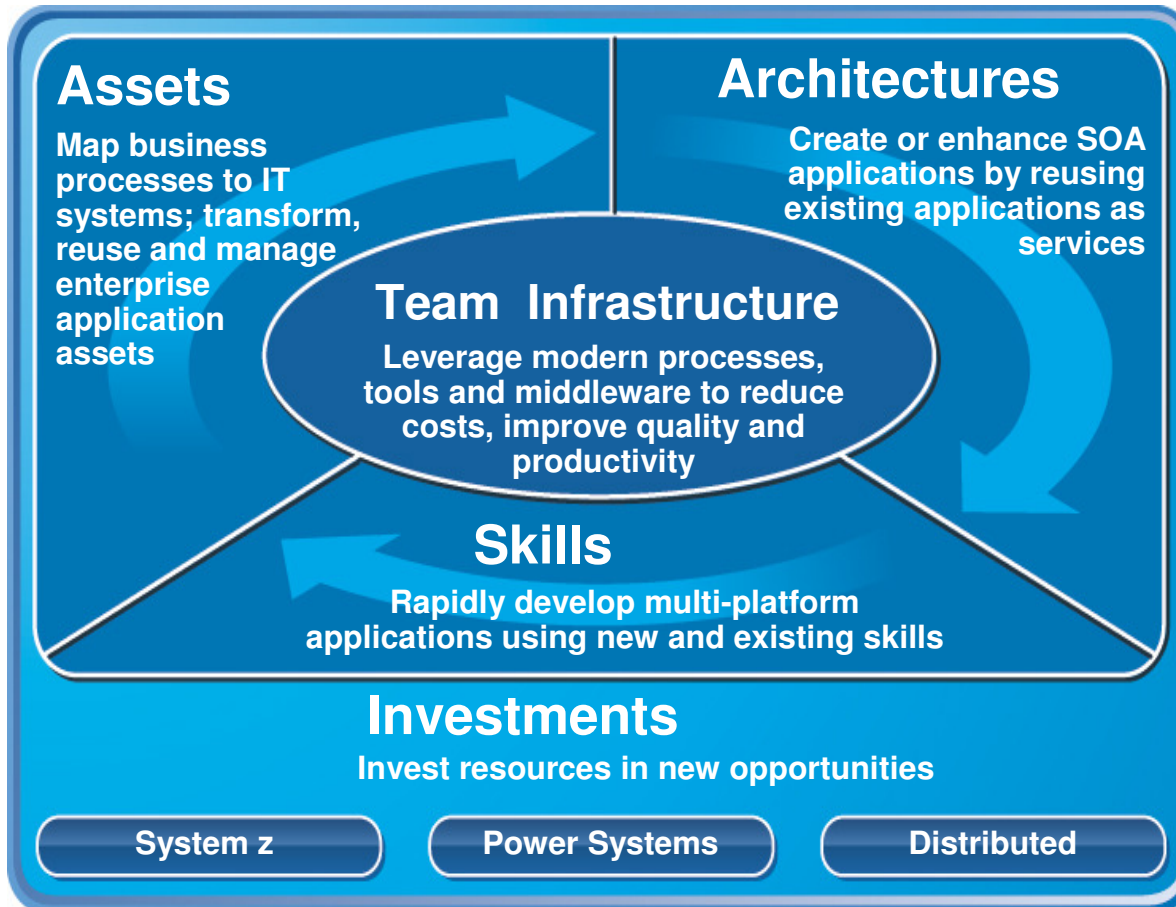 Assets
Map business
processes to IT
systems; transform,
reuse and manage
enterprise
application
assets
Architectures
Create or enhance SOA
applications by reusing
existing applications as
services
Team Infrastructure
Leverage modern processes,
tools and middleware to reduce
costs, improve quality and
productivity
Skills
Rapidly develop multi-platform
applications using new and existing skills
Investments
Invest resources in new opportunities
System z
Power Systems
Distributed